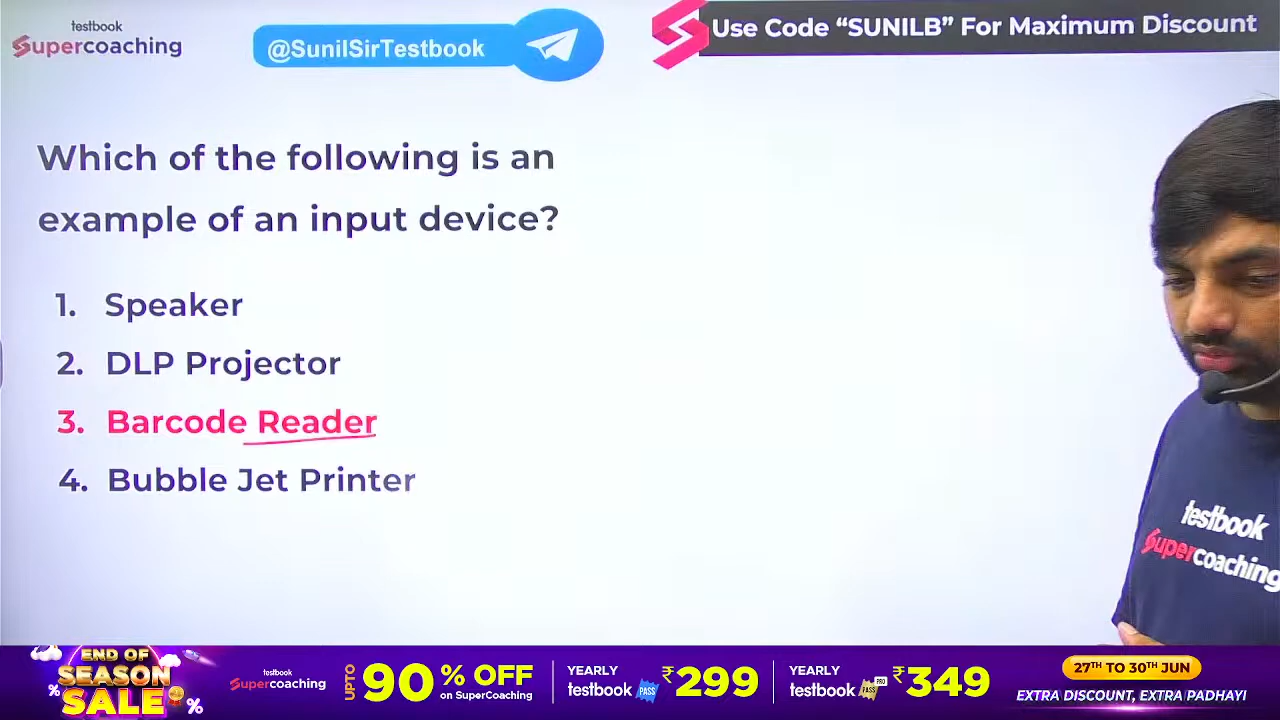 testbook
Supercoaching
@SunilSirTestbook
Use Code “SUNILB” For Maximum Discount
Which of the following is an
example of an input device?
1. Speaker
2. DLP Projector
3. Barcode Reader
4. Bubble Jet Printer
testbook
Supercoaching
END OF
SEASON
SALE
%
%
testbook
Supercoaching
UPTO 90% OFF
on SuperCoaching
YEARLY
testbook PASS
₹299
YEARLY
testbook PASS PRO
₹349
27TH TO 30TH JUN
EXTRA DISCOUNT, EXTRA PADHAYI